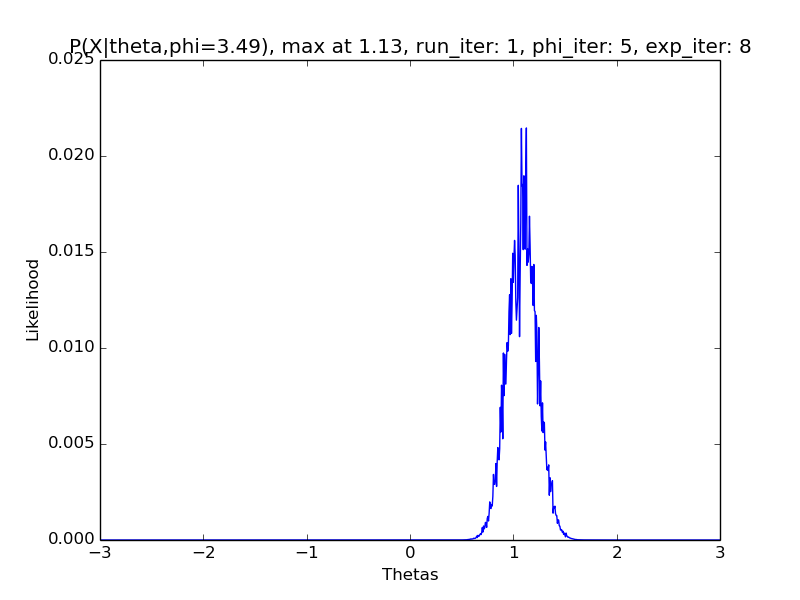 P(X|theta,phi=3.49), max at 1.13, run_iter: 1, phi_iter: 5, exp_iter: 8
0.025
0.020
0.015
0.010
0.005
0.000
Likelihood
−3 −2 −1 0 1 2 3
Thetas